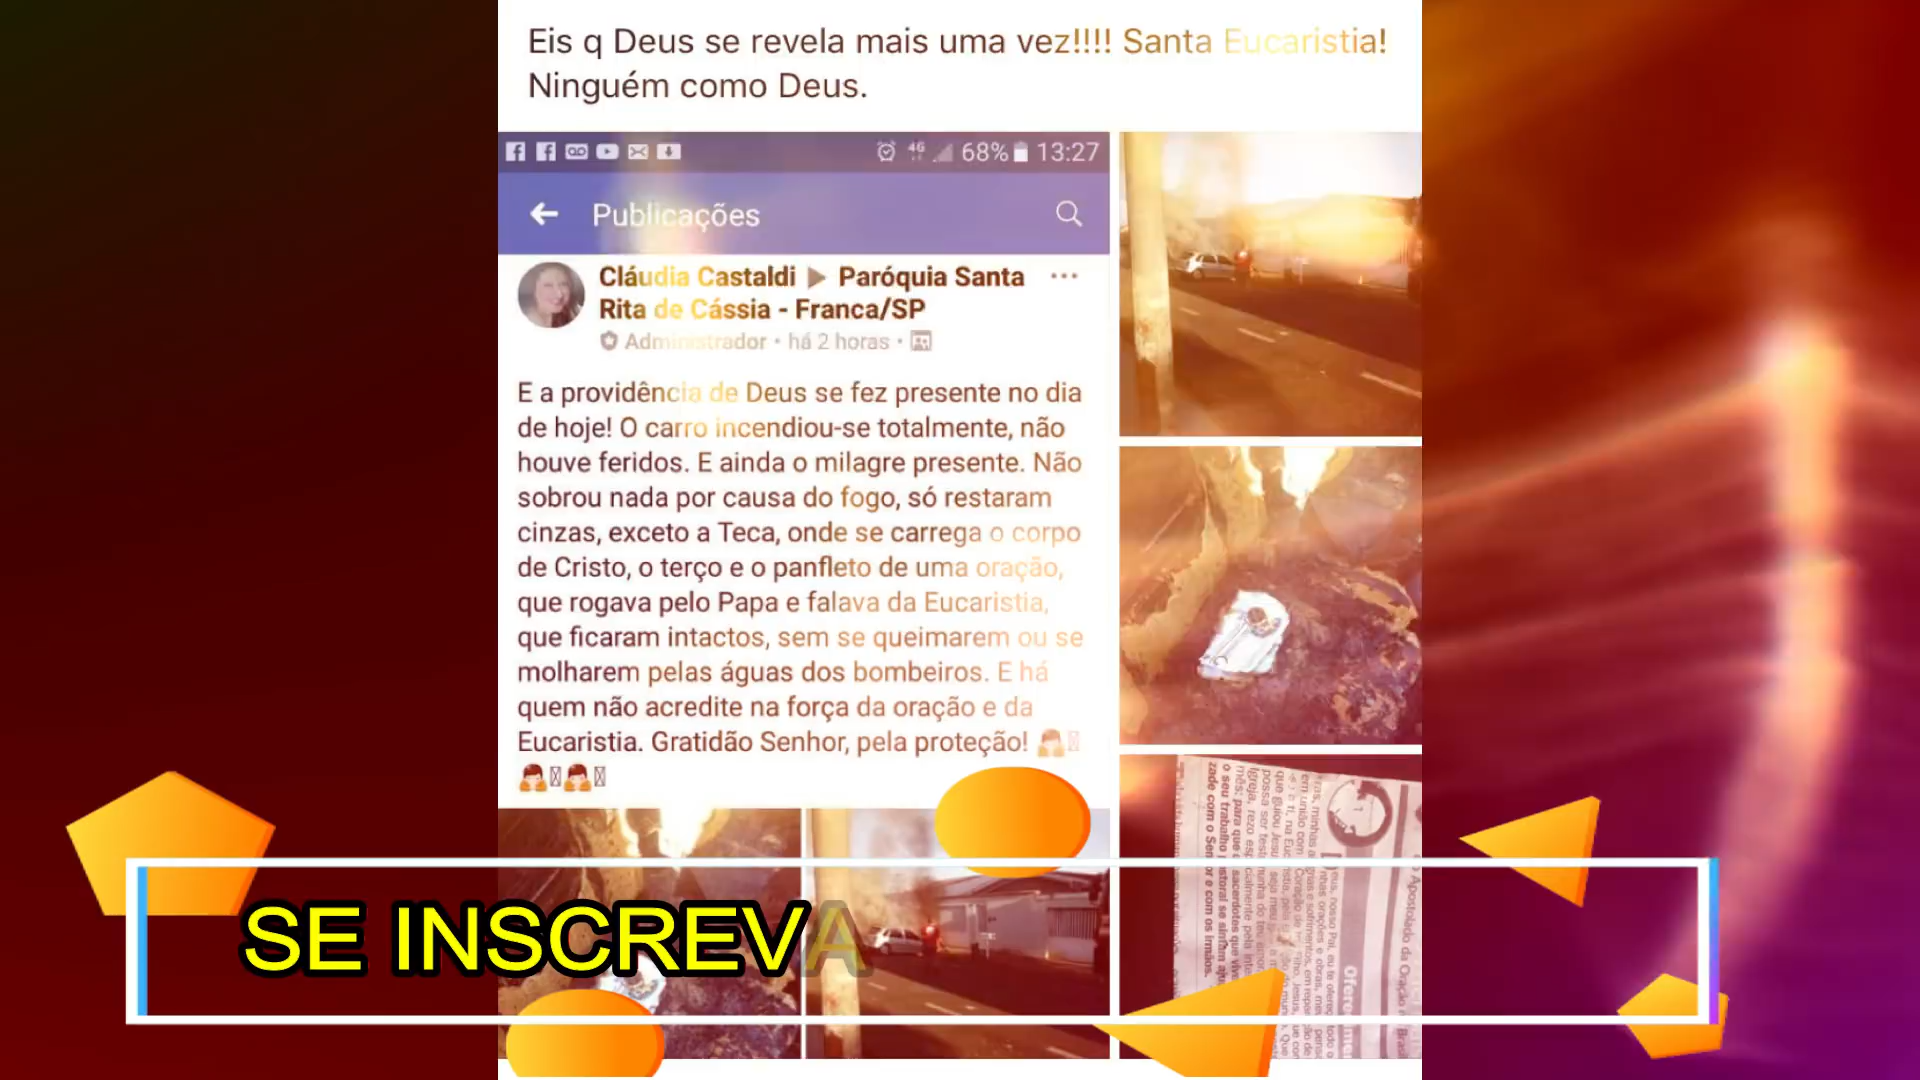 Eis q Deus se revela mais uma vez!!!! Santa Eucaristia!
Ninguém como Deus.
4G 68% 13:27
Publicações
Cláudia Castaldi ▶ Paróquia Santa
Rita de Cássia - Franca/SP
Administrador • há 2 horas •
E a providência de Deus se fez presente no dia
de hoje! O carro incendiou-se totalmente, não
houve feridos. E ainda o milagre presente. Não
sobrou nada por causa do fogo, só restaram
cinzas, exceto a Teca, onde se carrega o corpo
de Cristo, o terço e o panfleto de uma oração,
que rogava pelo Papa e falava da Eucaristia,
que ficaram intactos, sem se queimarem ou se
molharem pelas águas dos bombeiros. E há
quem não acredite na força da oração e da
Eucaristia. Gratidão Senhor, pela proteção!
SE INSCREVA
Apostolado da Oração